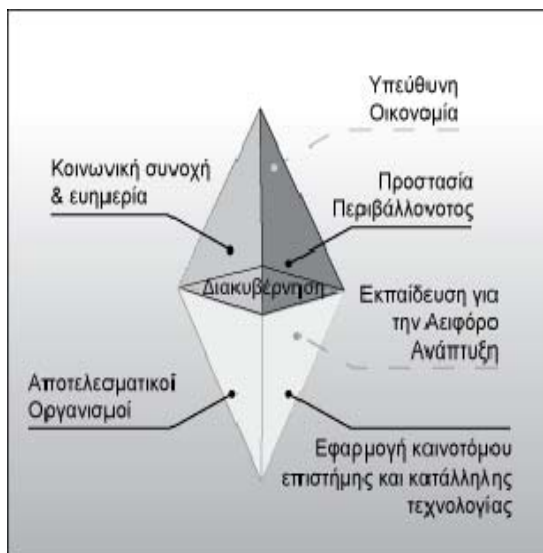 Υπεύθυνη
Οικονομία
Κοινωνική συνοχή
& ευημερία
Προστασία
Περιβάλλονοτος
Διακυβέρνηση
Εκπαίδευση για
την Αειφόρο
Ανάπτυξη
Αποτελεσματικοί
Οργανισμοί
Εφαρμογή καινοτόμου
επιστήμης και κατάλληλης
τεχνολογίας